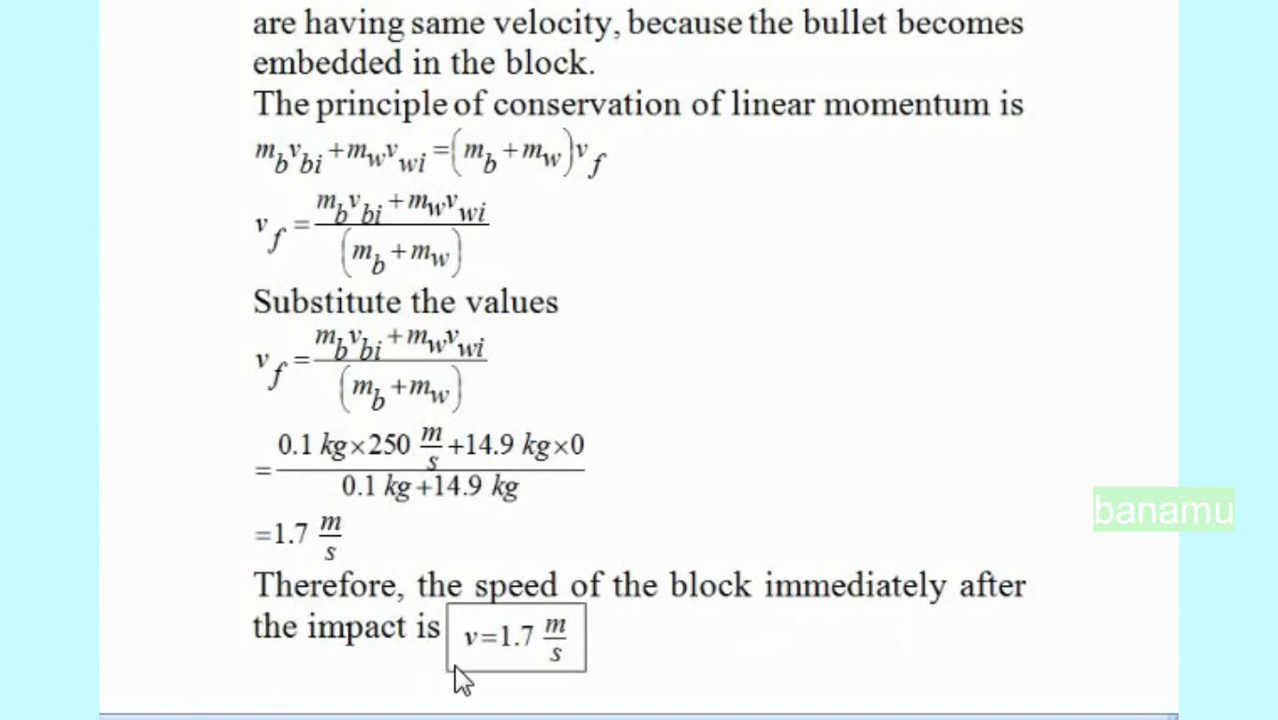 are having same velocity, because the bullet becomes
embedded in the block.
The principle of conservation of linear momentum is
m_b v_bi + m_w v_wi = (m_b + m_w) v_f
v_f = (m_b v_bi + m_w v_wi) / (m_b + m_w)
Substitute the values
v_f = (m_b v_bi + m_w v_wi) / (m_b + m_w)
= (0.1 kg×250 m/s + 14.9 kg×0) / (0.1 kg + 14.9 kg)
=1.7 m/s
banamu
Therefore, the speed of the block immediately after
the impact is v=1.7 m/s